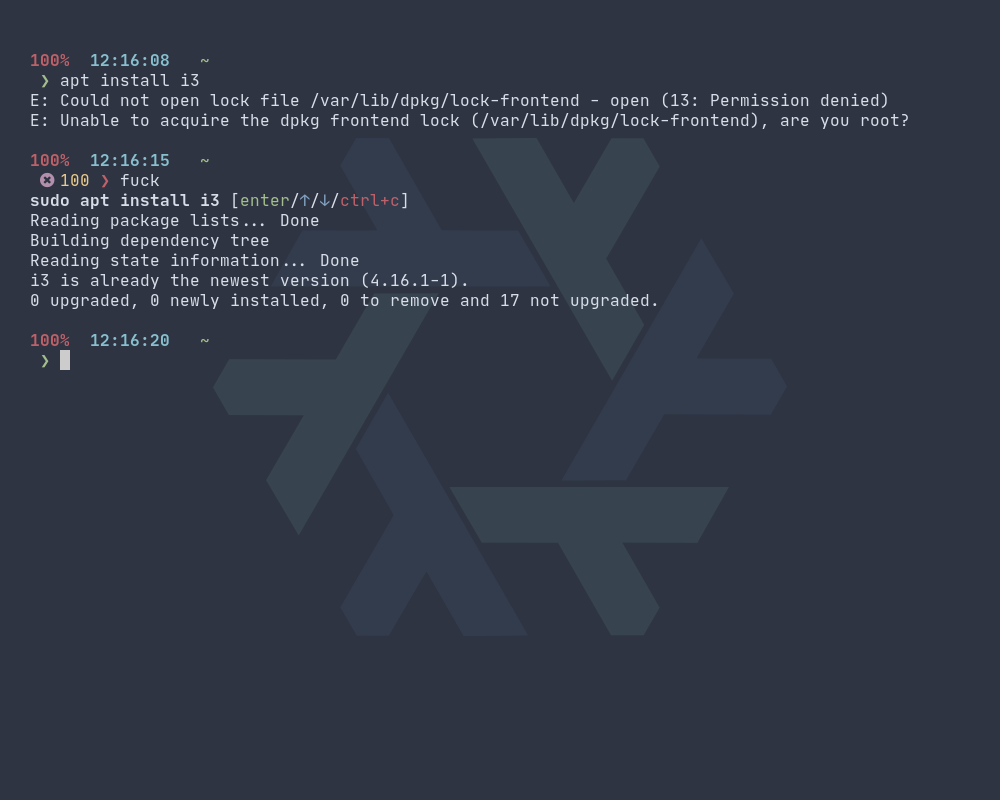 100% 12:16:08 ~
❯ apt install i3
E: Could not open lock file /var/lib/dpkg/lock-frontend - open (13: Permission denied)
E: Unable to acquire the dpkg frontend lock (/var/lib/dpkg/lock-frontend), are you root?
100% 12:16:15 ~
✖ 100 ❯ fuck
sudo apt install i3 [enter/↑/↓/ctrl+c]
Reading package lists... Done
Building dependency tree
Reading state information... Done
i3 is already the newest version (4.16.1-1).
0 upgraded, 0 newly installed, 0 to remove and 17 not upgraded.
100% 12:16:20 ~
❯